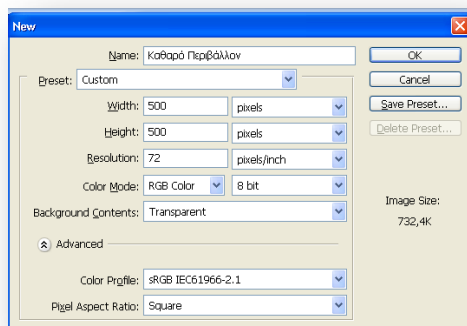 New
Name: Καθαρό Περιβάλλον
OK
Preset: Custom
Cancel
Width: 500 pixels
Save Preset...
Height: 500 pixels
Delete Preset...
Resolution: 72 pixels/inch
Color Mode: RGB Color 8 bit
Image Size:
Background Contents: Transparent
732,4K
Advanced
Color Profile: sRGB IEC61966-2.1
Pixel Aspect Ratio: Square